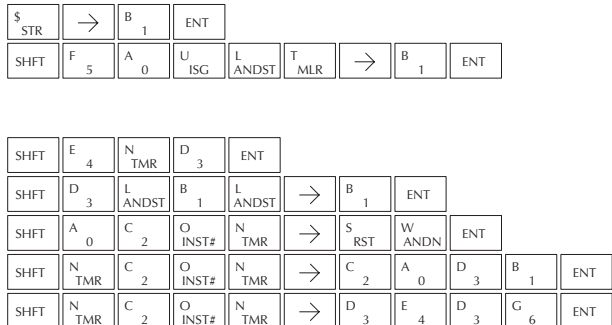 $ STR → B 1 ENT
SHFT F 5 A 0 U ISG L ANDST T MLR → B 1 ENT
SHFT E 4 N TMR D 3 ENT
SHFT D 3 L ANDST B 1 L ANDST → B 1 ENT
SHFT A 0 C 2 O INST# N TMR → S RST W ANDN ENT
SHFT N TMR C 2 O INST# N TMR → C 2 A 0 D 3 B 1 ENT
SHFT N TMR C 2 O INST# N TMR → D 3 E 4 D 3 G 6 ENT